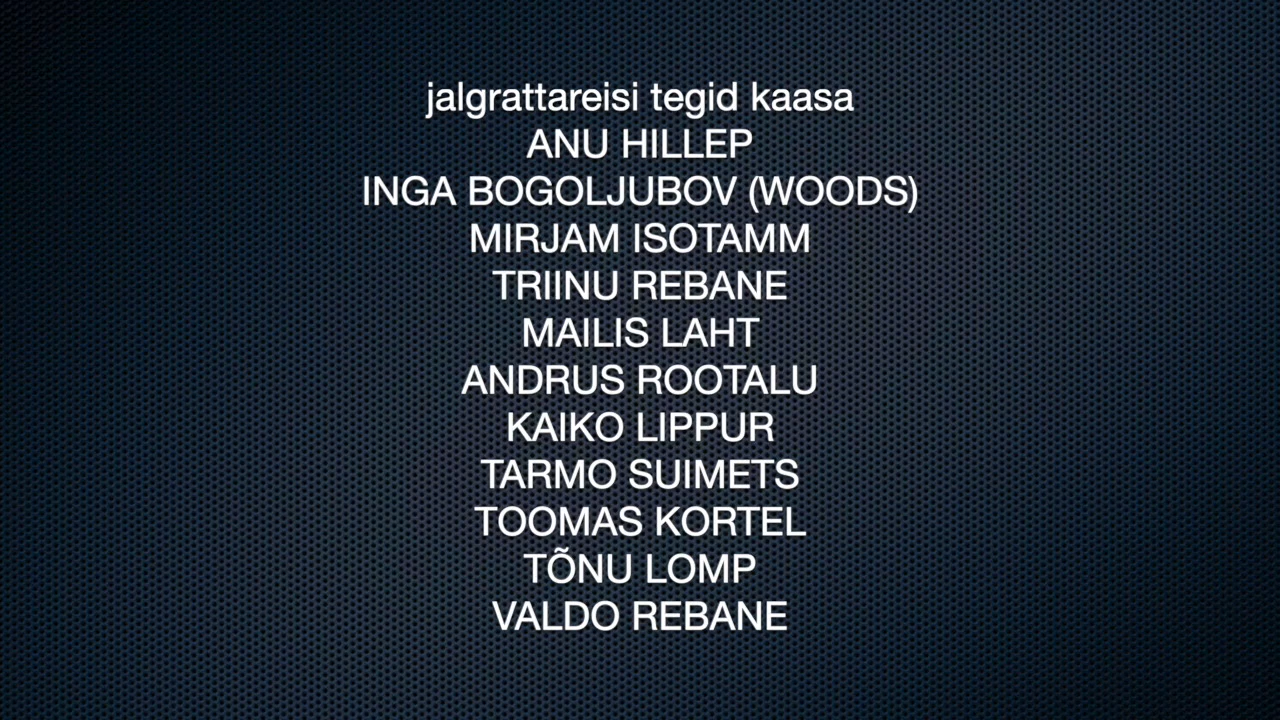 jalgrattareisi tegid kaasa
ANU HILLEP
INGA BOGOLJUBOV (WOODS)
MIRJAM ISOTAMM
TRIINU REBANE
MAILIS LAHT
ANDRUS ROOTALU
KAIKO LIPPUR
TARMO SUIMETS
TOOMAS KORTEL
TÕNU LOMP
VALDO REBANE